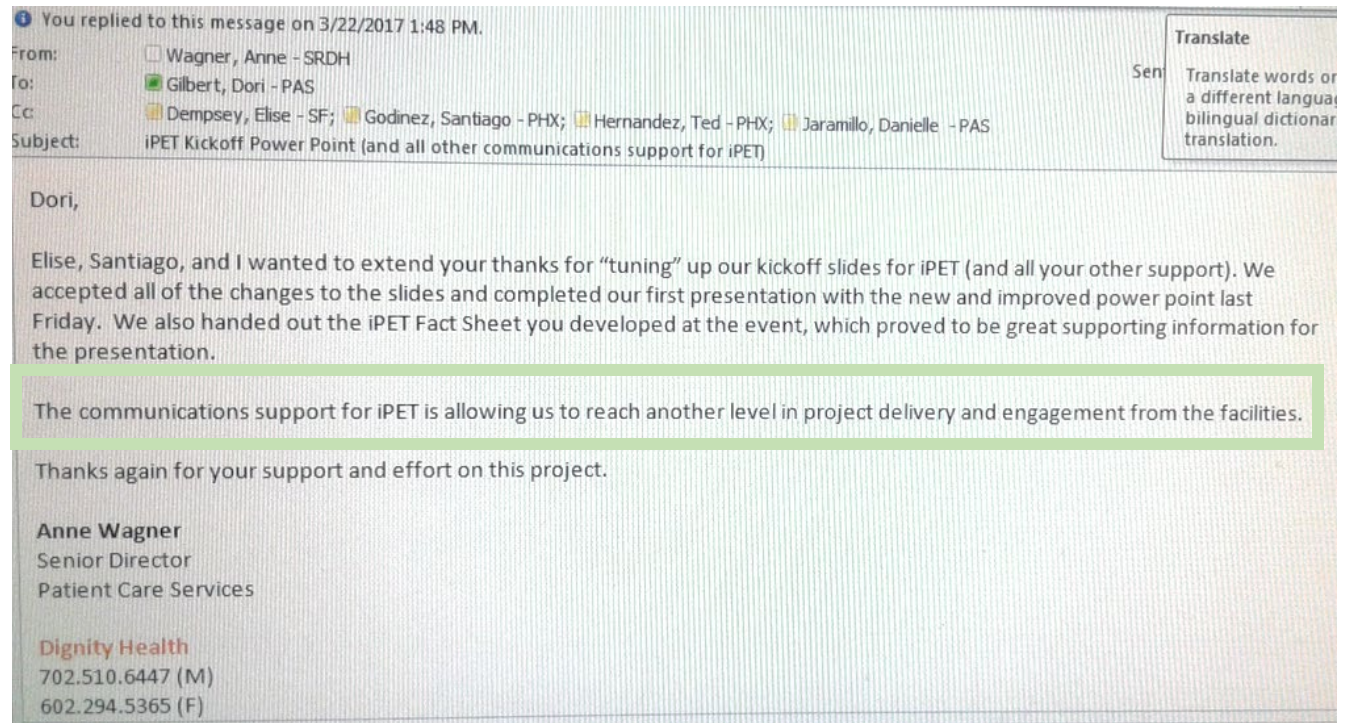 You replied to this message on 3/22/2017 1:48 PM.
From: Wagner, Anne - SRDH
Sen
To: Gilbert, Dori - PAS
Cc: Dempsey, Elise - SF; Godinez, Santiago - PHX; Hernandez, Ted - PHX; Jaramillo, Danielle - PAS
Subject: iPET Kickoff Power Point (and all other communications support for iPET)
Translate
Translate words or
a different languag
bilingual dictionar
translation.
Dori,
Elise, Santiago, and I wanted to extend your thanks for “tuning” up our kickoff slides for iPET (and all your other support). We
accepted all of the changes to the slides and completed our first presentation with the new and improved power point last
Friday. We also handed out the iPET Fact Sheet you developed at the event, which proved to be great supporting information for
the presentation.
The communications support for iPET is allowing us to reach another level in project delivery and engagement from the facilities.
Thanks again for your support and effort on this project.
Anne Wagner
Senior Director
Patient Care Services
Dignity Health
702.510.6447 (M)
602.294.5365 (F)